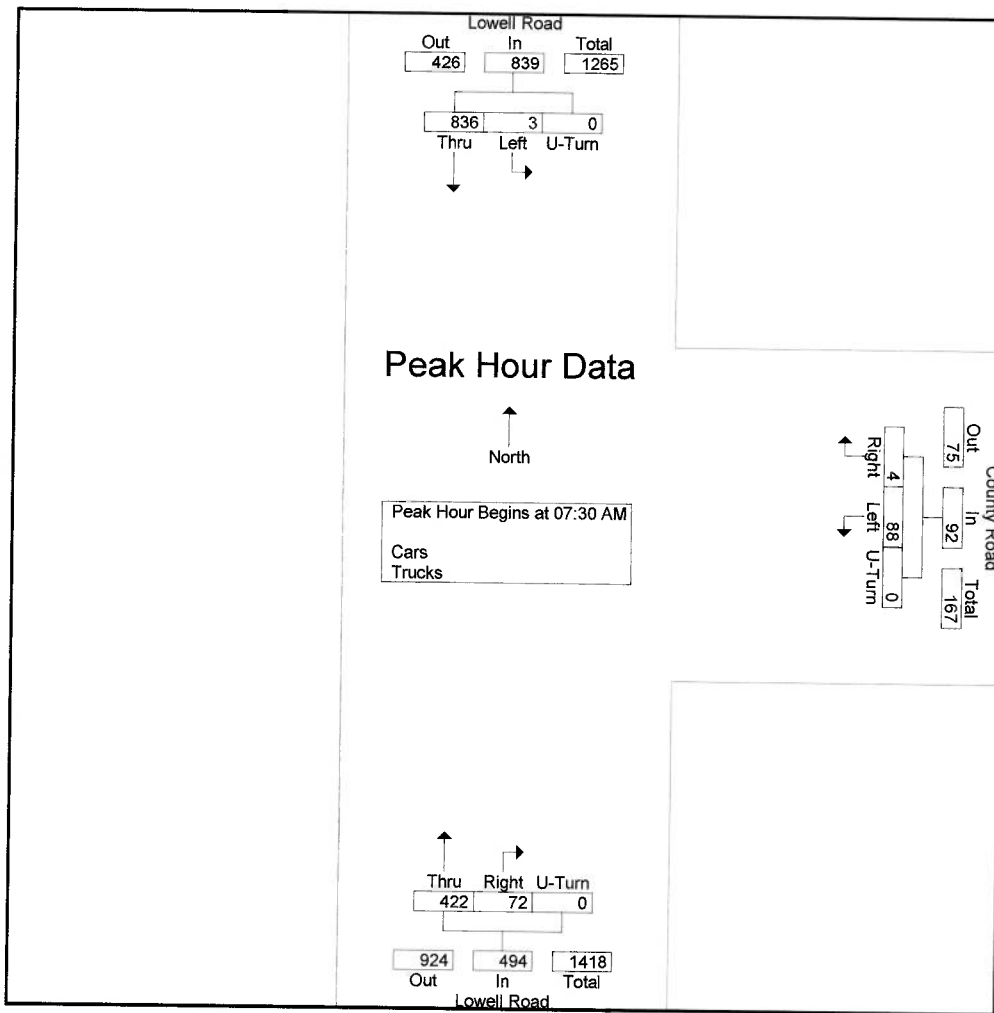 Lowell Road
Out In Total
426 839 1265
836 3 0
Thru Left U-Turn
Peak Hour Data
North
Peak Hour Begins at 07:30 AM
Cars
Trucks
County Road
Out In Total
75 92 167
4 88 0
Right Left U-Turn
Thru Right U-Turn
422 72 0
924 494 1418
Out In Total
Lowell Road